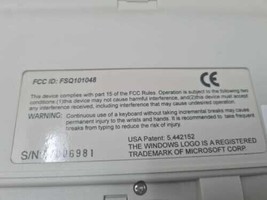 FCC ID: FSQ101048
CE
This device complies with part 15 of the FCC Rules. Operation is subject to the following two
conditions (1)this device may not cause harmful interference, and(2)this device must accept
any interference received, including interference that may cause undesired operation.
WARNING: Continuous use of a keyboard without taking incremental breaks may cause
permanent injury to the wrists and hands. It is recommended to take frequent
breaks from typing to reduce the risk of injury.
USA Patent: 5,442152
THE WINDOWS LOGO IS A REGISTERED
S/N: 6981
TRADEMARK OF MICROSOFT CORP.